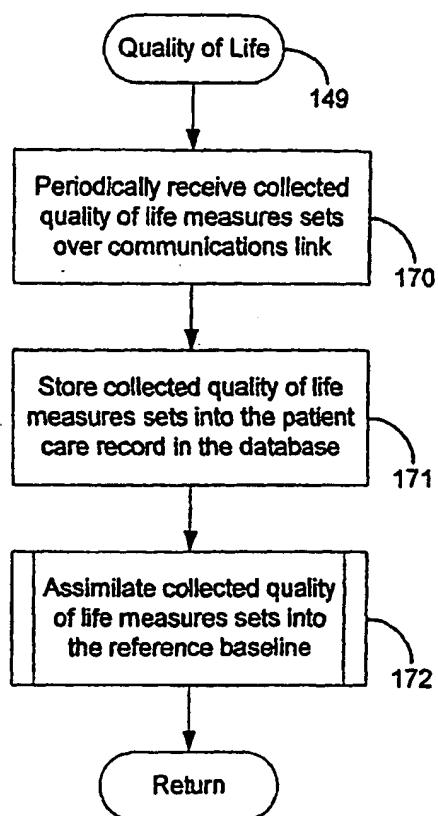 Quality of Life
149
Periodically receive collected
quality of life measures sets
over communications link
170
Store collected quality of life
measures sets into the patient
care record in the database
171
Assimilate collected quality
of life measures sets into
the reference baseline
172
Return